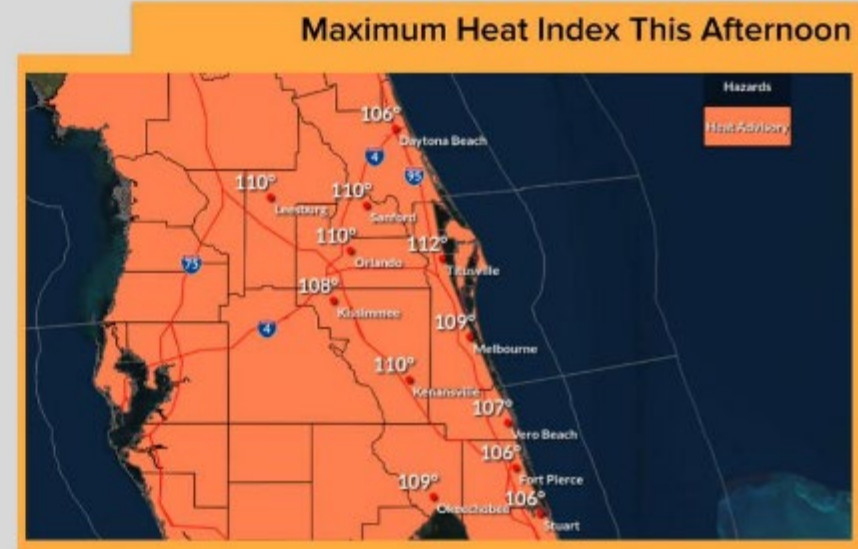 Maximum Heat Index This Afternoon
Hazards
Heat Advisory
106°
Daytona Beach
4
95
110°
Leesburg
110°
Sanford
110°
Orlando
112°
Titusville
75
108°
Kissimmee
4
109°
Melbourne
110°
Kenansville
107°
Vero Beach
106°
Fort Pierce
109°
Okeechobee
106°
Stuart